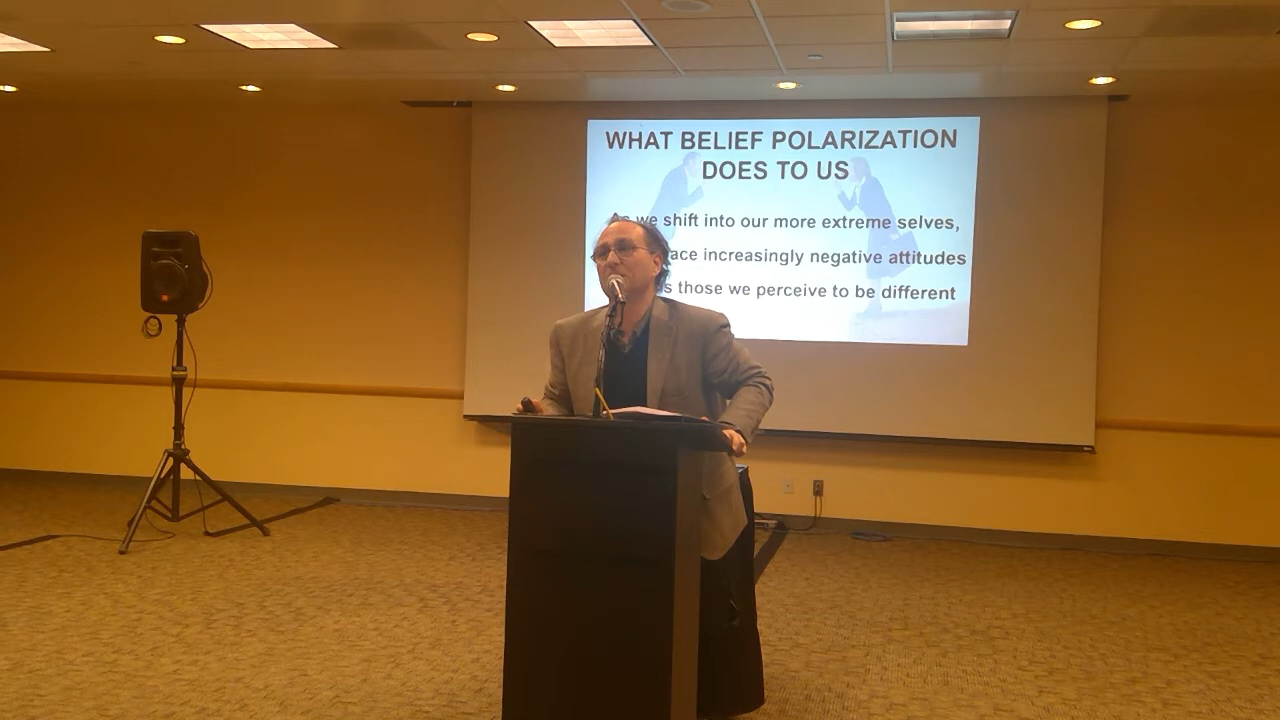 WHAT BELIEF POLARIZATION
DOES TO US
As we shift into our more extreme selves,
increasingly negative attitudes
those we perceive to be different